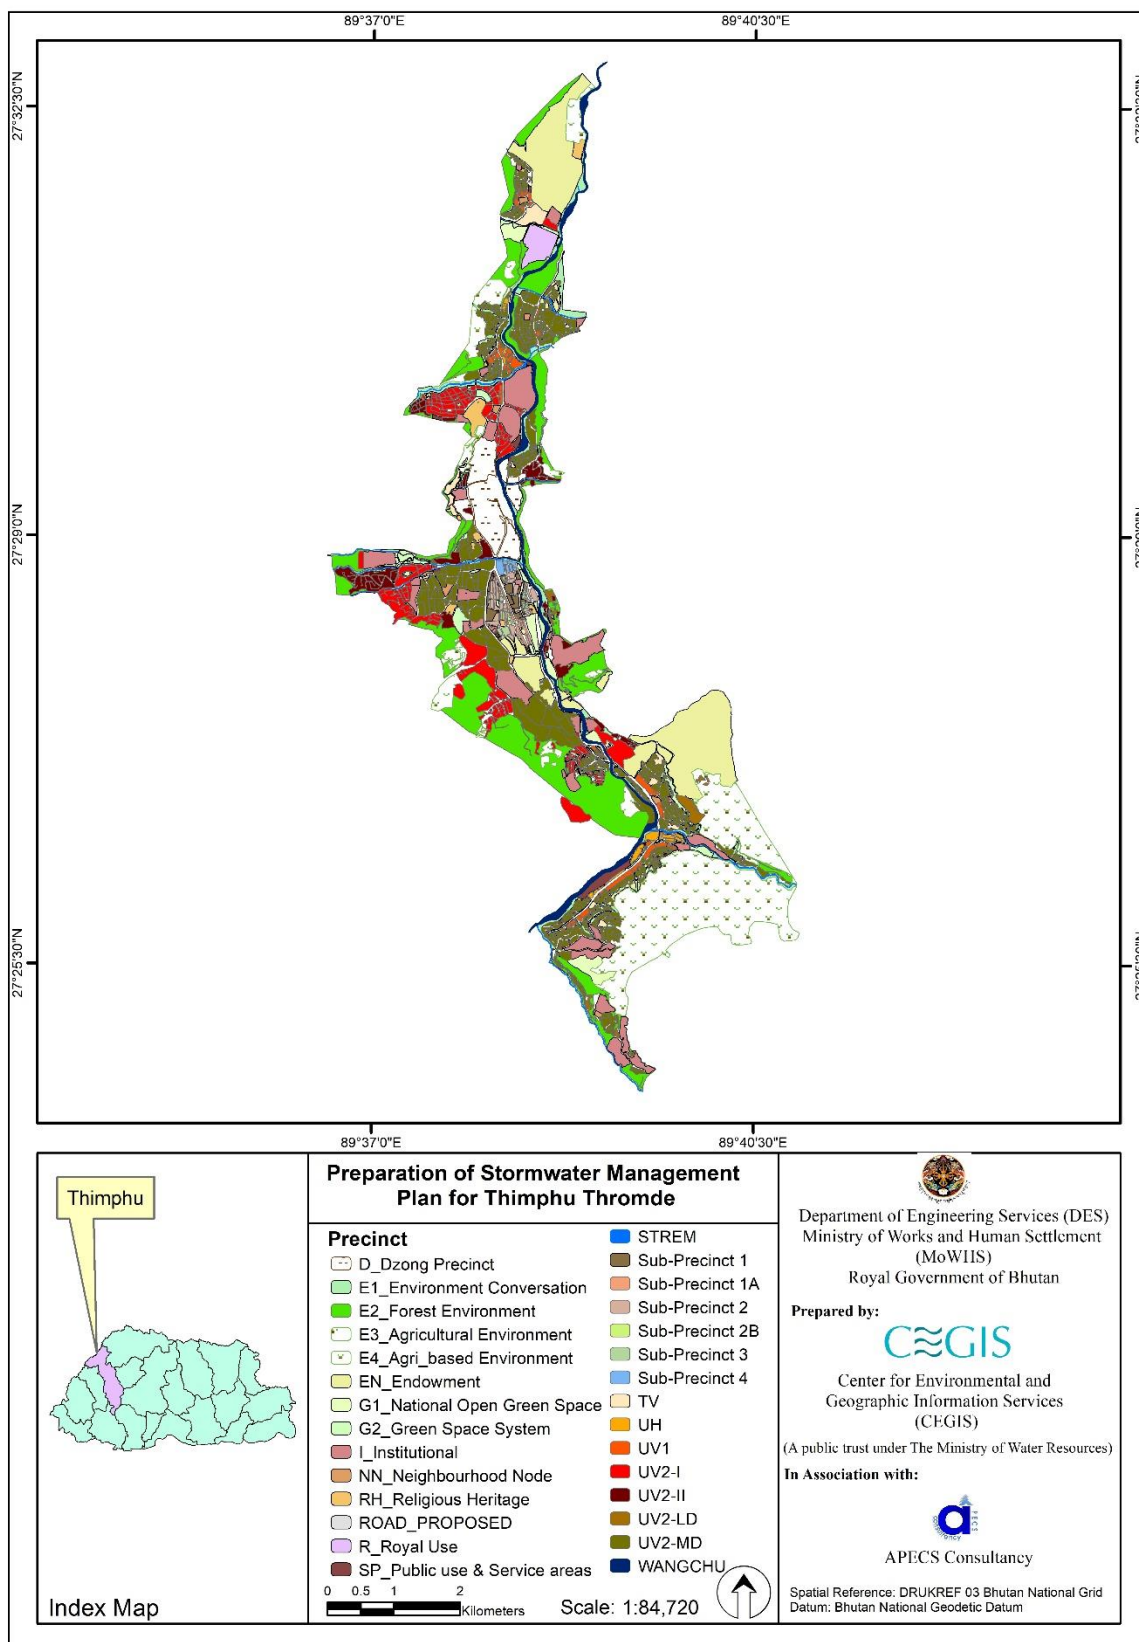 89°37'0"E
89°40'30"E
27°32'30"N
27°29'0"N
27°25'30"N
89°37'0"E
89°40'30"E
Thimphu
Index Map
Preparation of Stormwater Management
Plan for Thimphu Thromde
Precinct
D_Dzong Precinct
E1_Environment Conversation
E2_Forest Environment
E3_Agricultural Environment
E4_Agri_based Environment
EN_Endowment
G1_National Open Green Space
G2_Green Space System
I_Institutional
NN_Neighbourhood Node
RH_Religious Heritage
ROAD_PROPOSED
R_Royal Use
SP_Public use & Service areas
STREM
Sub-Precinct 1
Sub-Precinct 1A
Sub-Precinct 2
Sub-Precinct 2B
Sub-Precinct 3
Sub-Precinct 4
TV
UH
UV1
UV2-I
UV2-II
UV2-LD
UV2-MD
WANGCHU
0 0.5 1 2
Kilometers
Scale: 1:84,720
Department of Engineering Services (DES)
Ministry of Works and Human Settlement
(MoWHS)
Royal Government of Bhutan
Prepared by:
CEGIS
Center for Environmental and
Geographic Information Services
(CEGIS)
(A public trust under The Ministry of Water Resources)
In Association with:
a
APECS
consultancy
APECS Consultancy
Spatial Reference: DRUKREF 03 Bhutan National Grid
Datum: Bhutan National Geodetic Datum